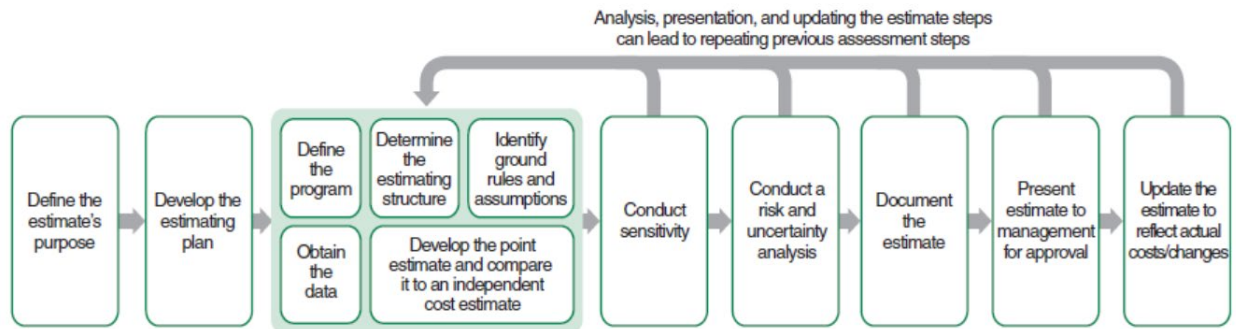 Analysis, presentation, and updating the estimate steps
can lead to repeating previous assessment steps
Define the
estimate's
purpose
Develop the
estimating
plan
Define
the
program
Determine
the
estimating
structure
Identify
ground
rules and
assumptions
Obtain
the
data
Develop the point
estimate and compare
it to an independent
cost estimate
Conduct
sensitivity
Conduct a
risk and
uncertainty
analysis
Document
the
estimate
Present
estimate to
management
for approval
Update the
estimate to
reflect actual
costs/changes